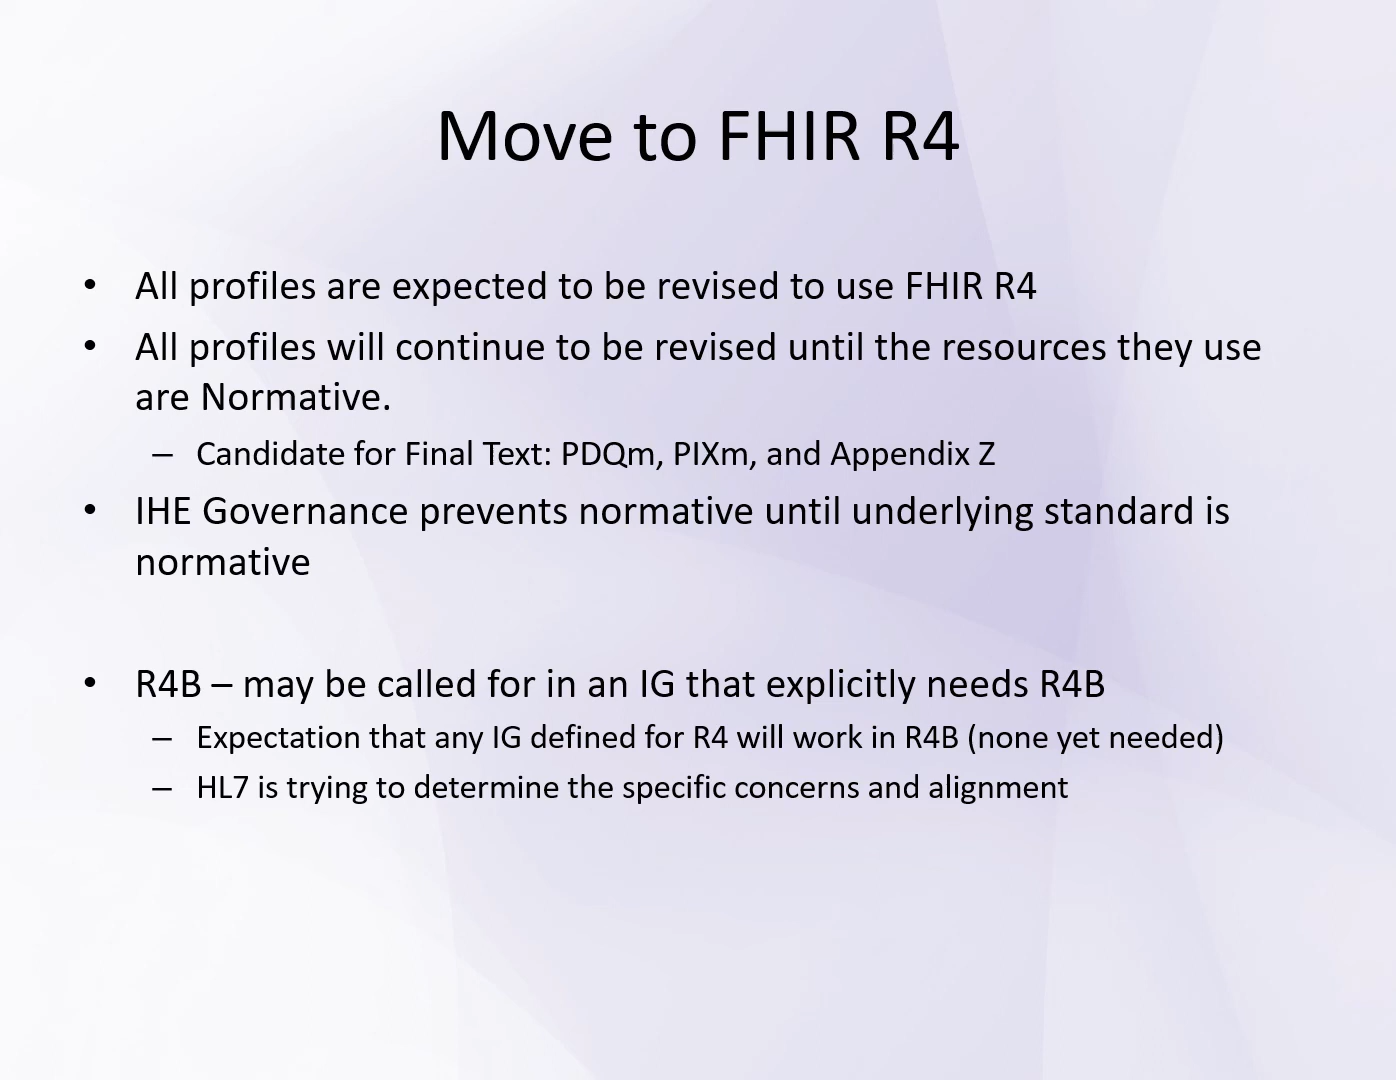 Move to FHIR R4
• All profiles are expected to be revised to use FHIR R4
• All profiles will continue to be revised until the resources they use
are Normative.
– Candidate for Final Text: PDQm, PIXm, and Appendix Z
• IHE Governance prevents normative until underlying standard is
normative
• R4B – may be called for in an IG that explicitly needs R4B
– Expectation that any IG defined for R4 will work in R4B (none yet needed)
– HL7 is trying to determine the specific concerns and alignment